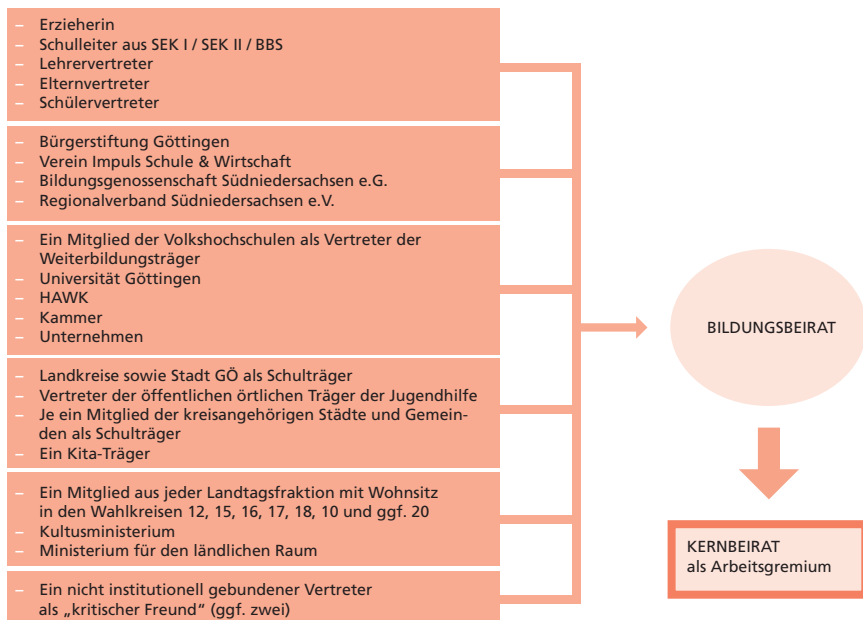 – Erzieherin
– Schulleiter aus SEK I / SEK II / BBS
– Lehrervertreter
– Elternvertreter
– Schülervertreter
– Bürgerstiftung Göttingen
– Verein Impuls Schule & Wirtschaft
– Bildungsgenossenschaft Südniedersachsen e.G.
– Regionalverband Südniedersachsen e.V.
– Ein Mitglied der Volkshochschulen als Vertreter der
Weiterbildungsträger
– Universität Göttingen
– HAWK
– Kammer
– Unternehmen
– Landkreise sowie Stadt GÖ als Schulträger
– Vertreter der öffentlichen örtlichen Träger der Jugendhilfe
– Je ein Mitglied der kreisangehörigen Städte und Gemein-
den als Schulträger
– Ein Kita-Träger
– Ein Mitglied aus jeder Landtagsfraktion mit Wohnsitz
in den Wahlkreisen 12, 15, 16, 17, 18, 10 und ggf. 20
– Kultusministerium
– Ministerium für den ländlichen Raum
– Ein nicht institutionell gebundener Vertreter
als „kritischer Freund“ (ggf. zwei)
BILDUNGSBEIRAT
KERNBEIRAT
als Arbeitsgremium